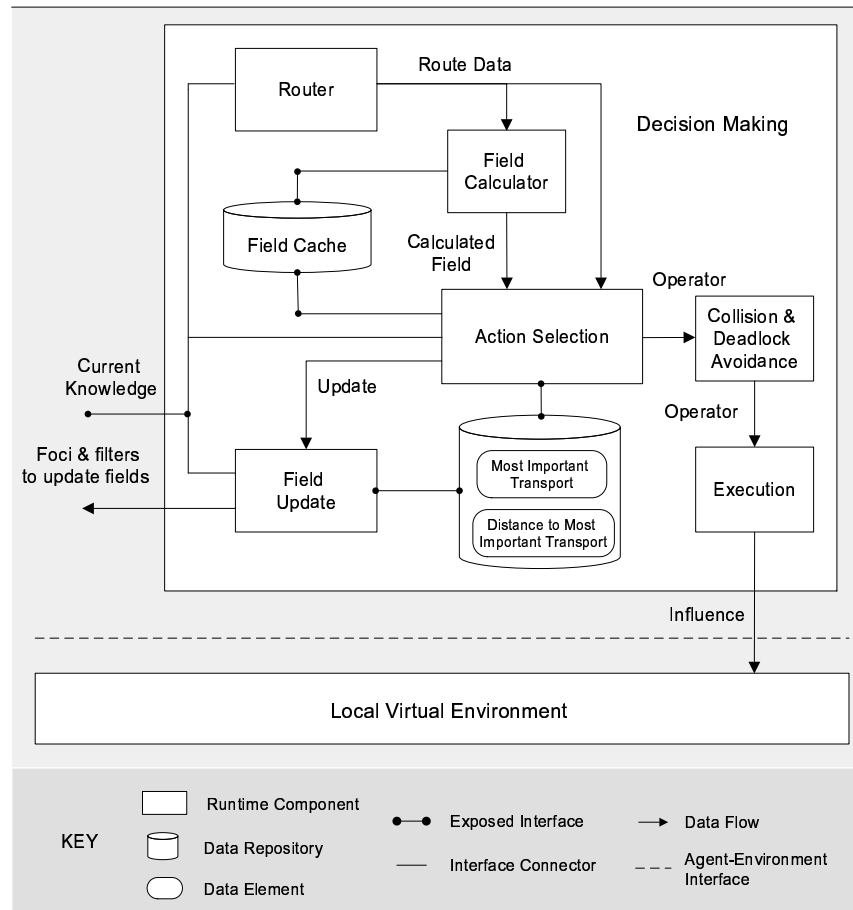 Route Data
Router
Decision Making
Field
Calculator
Field Cache
Calculated
Field
Operator
Action Selection
Collision &
Deadlock
Avoidance
Current
Knowledge
Update
Operator
Foci & filters
to update fields
Field
Update
Most Important
Transport
Distance to Most
Important Transport
Execution
Influence
Local Virtual Environment
KEY
Runtime Component
Data Repository
Data Element
Exposed Interface
Interface Connector
Data Flow
Agent-Environment
Interface